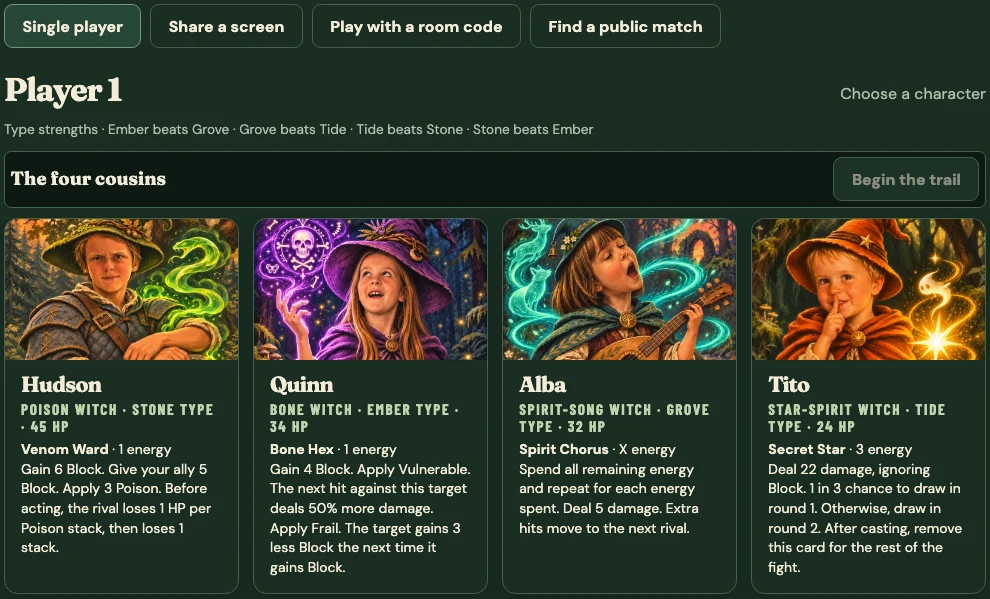 Single player
Share a screen
Play with a room code
Find a public match
Player 1
Choose a character
Type strengths · Ember beats Grove · Grove beats Tide · Tide beats Stone · Stone beats Ember
The four cousins
Begin the trail
Hudson
POISON WITCH · STONE TYPE
· 45 HP
Venom Ward · 1 energy
Gain 6 Block. Give your ally 5
Block. Apply 3 Poison. Before
acting, the rival loses 1 HP per
Poison stack, then loses 1
stack.
Quinn
BONE WITCH · EMBER TYPE ·
34 HP
Bone Hex · 1 energy
Gain 4 Block. Apply Vulnerable.
The next hit against this target
deals 50% more damage.
Apply Frail. The target gains 3
less Block the next time it
gains Block.
Alba
SPIRIT-SONG WITCH · GROVE
TYPE · 32 HP
Spirit Chorus · X energy
Spend all remaining energy
and repeat for each energy
spent. Deal 5 damage. Extra
hits move to the next rival.
Tito
STAR-SPIRIT WITCH · TIDE
TYPE · 24 HP
Secret Star · 3 energy
Deal 22 damage, ignoring
Block. 1 in 3 chance to draw in
round 1. Otherwise, draw in
round 2. After casting, remove
this card for the rest of the
fight.